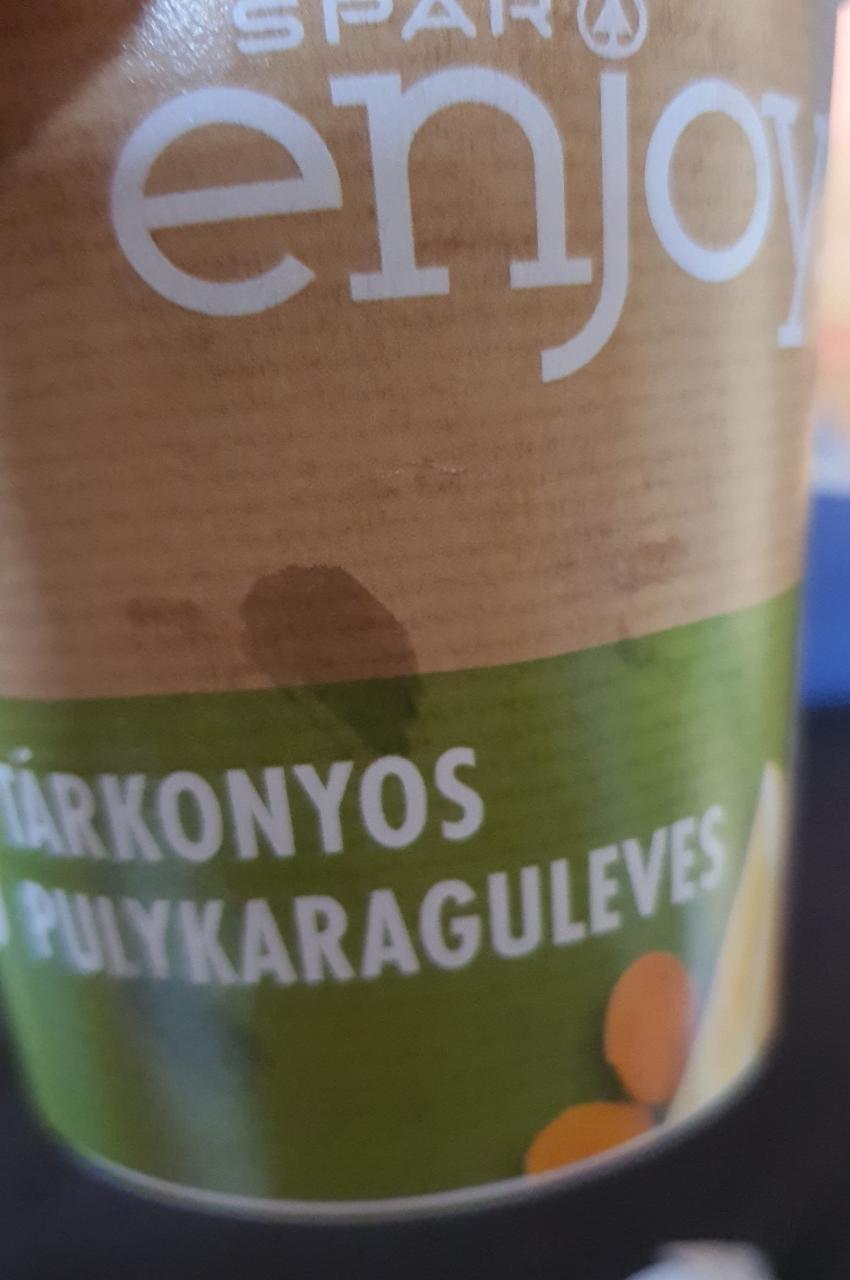 SPAR
enjoy
TÁRKONYOS
PULYKARAGULEVES